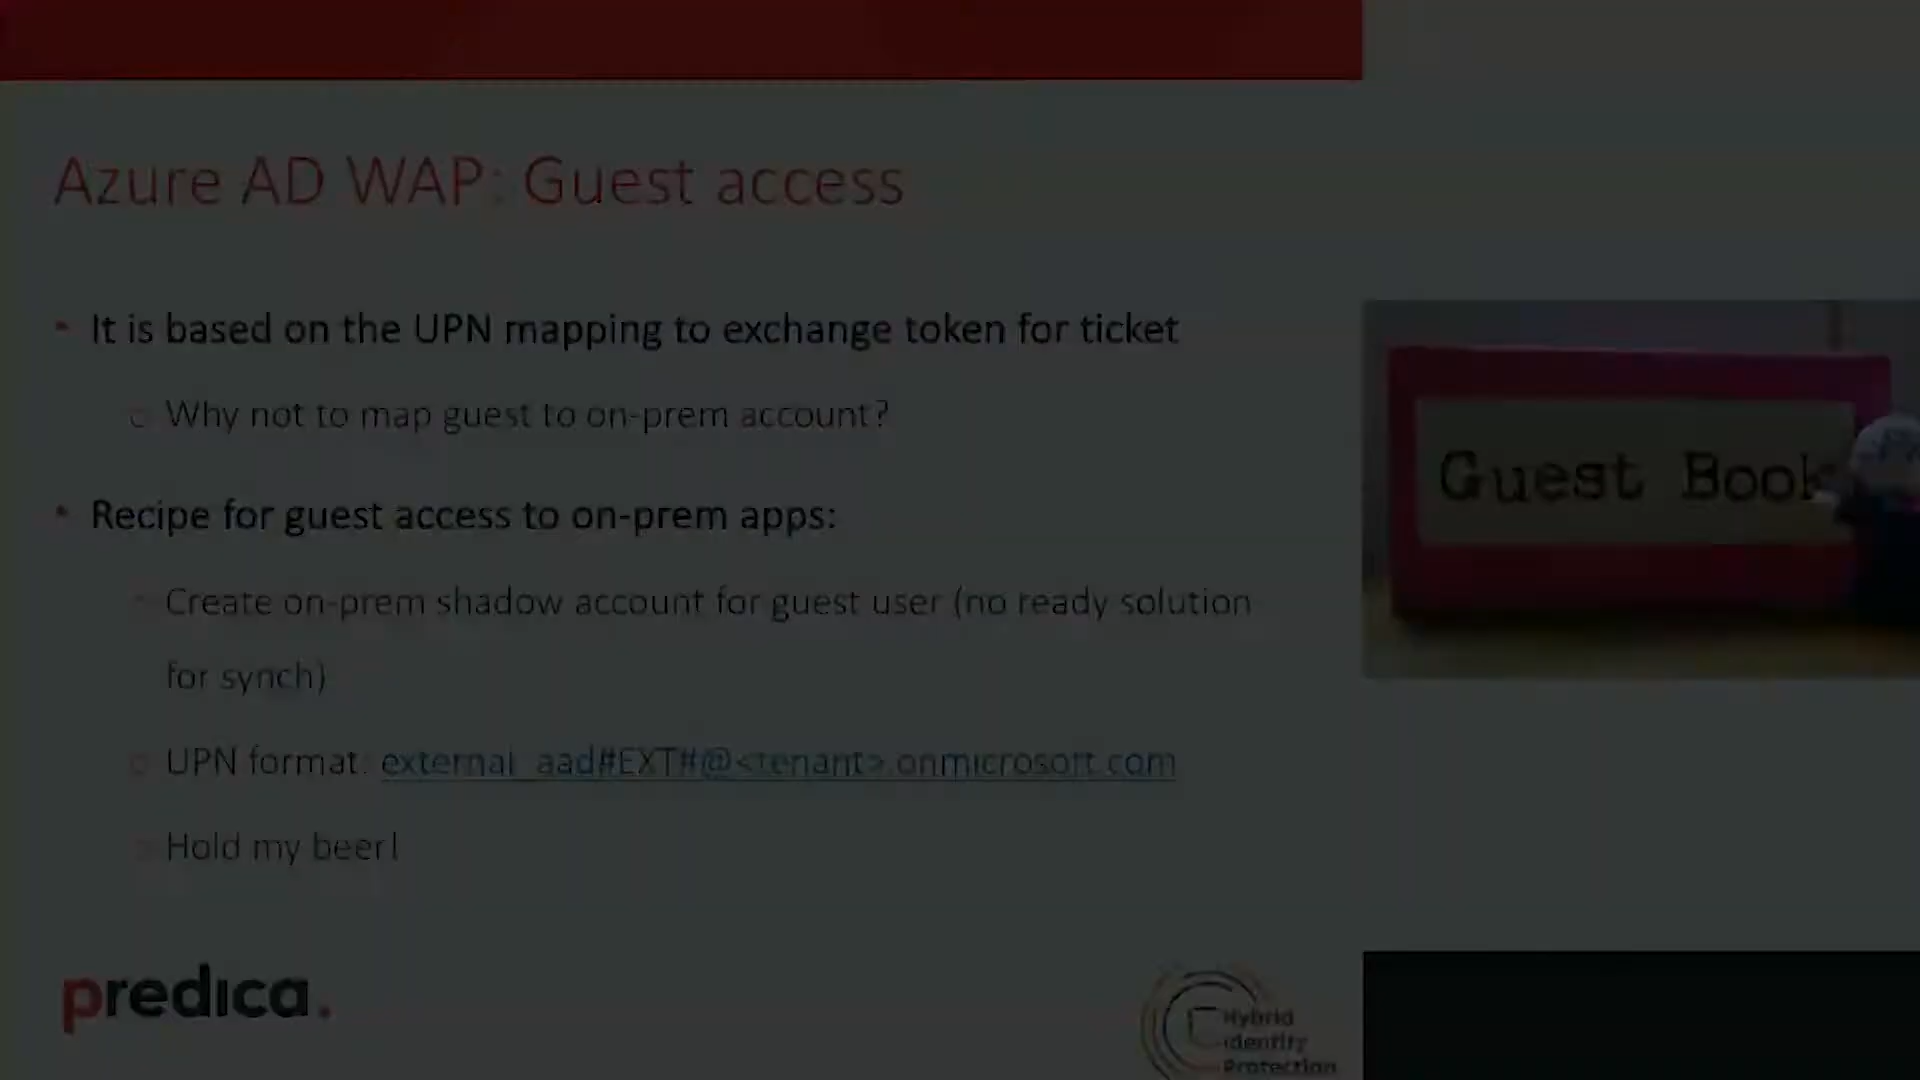 Azure AD WAP: Guest access
It is based on the UPN mapping to exchange token for ticket
Why not to map guest to on-prem account?
Recipe for guest access to on-prem apps:
Create on-prem shadow account for guest user (no ready solution
for synch)
UPN format: external_aad#EXT#@<tenant>.onmicrosoft.com
Hold my beer!
Guest Book
predica.
Hybrid
Identity
Protection